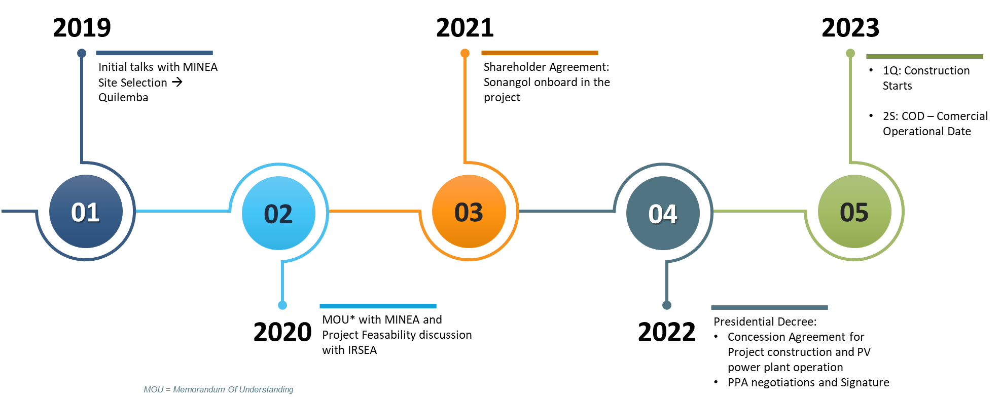 2019
Initial talks with MINEA
Site Selection →
Quilemba
2021
Shareholder Agreement:
Sonangol onboard in the
project
2023
• 1Q: Construction
Starts
• 2S: COD – Comercial
Operational Date
01
02
03
04
05
2020
MOU* with MINEA and
Project Feasability discussion
with IRSEA
2022
Presidential Decree:
• Concession Agreement for
Project construction and PV
power plant operation
• PPA negotiations and Signature
MOU = Memorandum Of Understanding